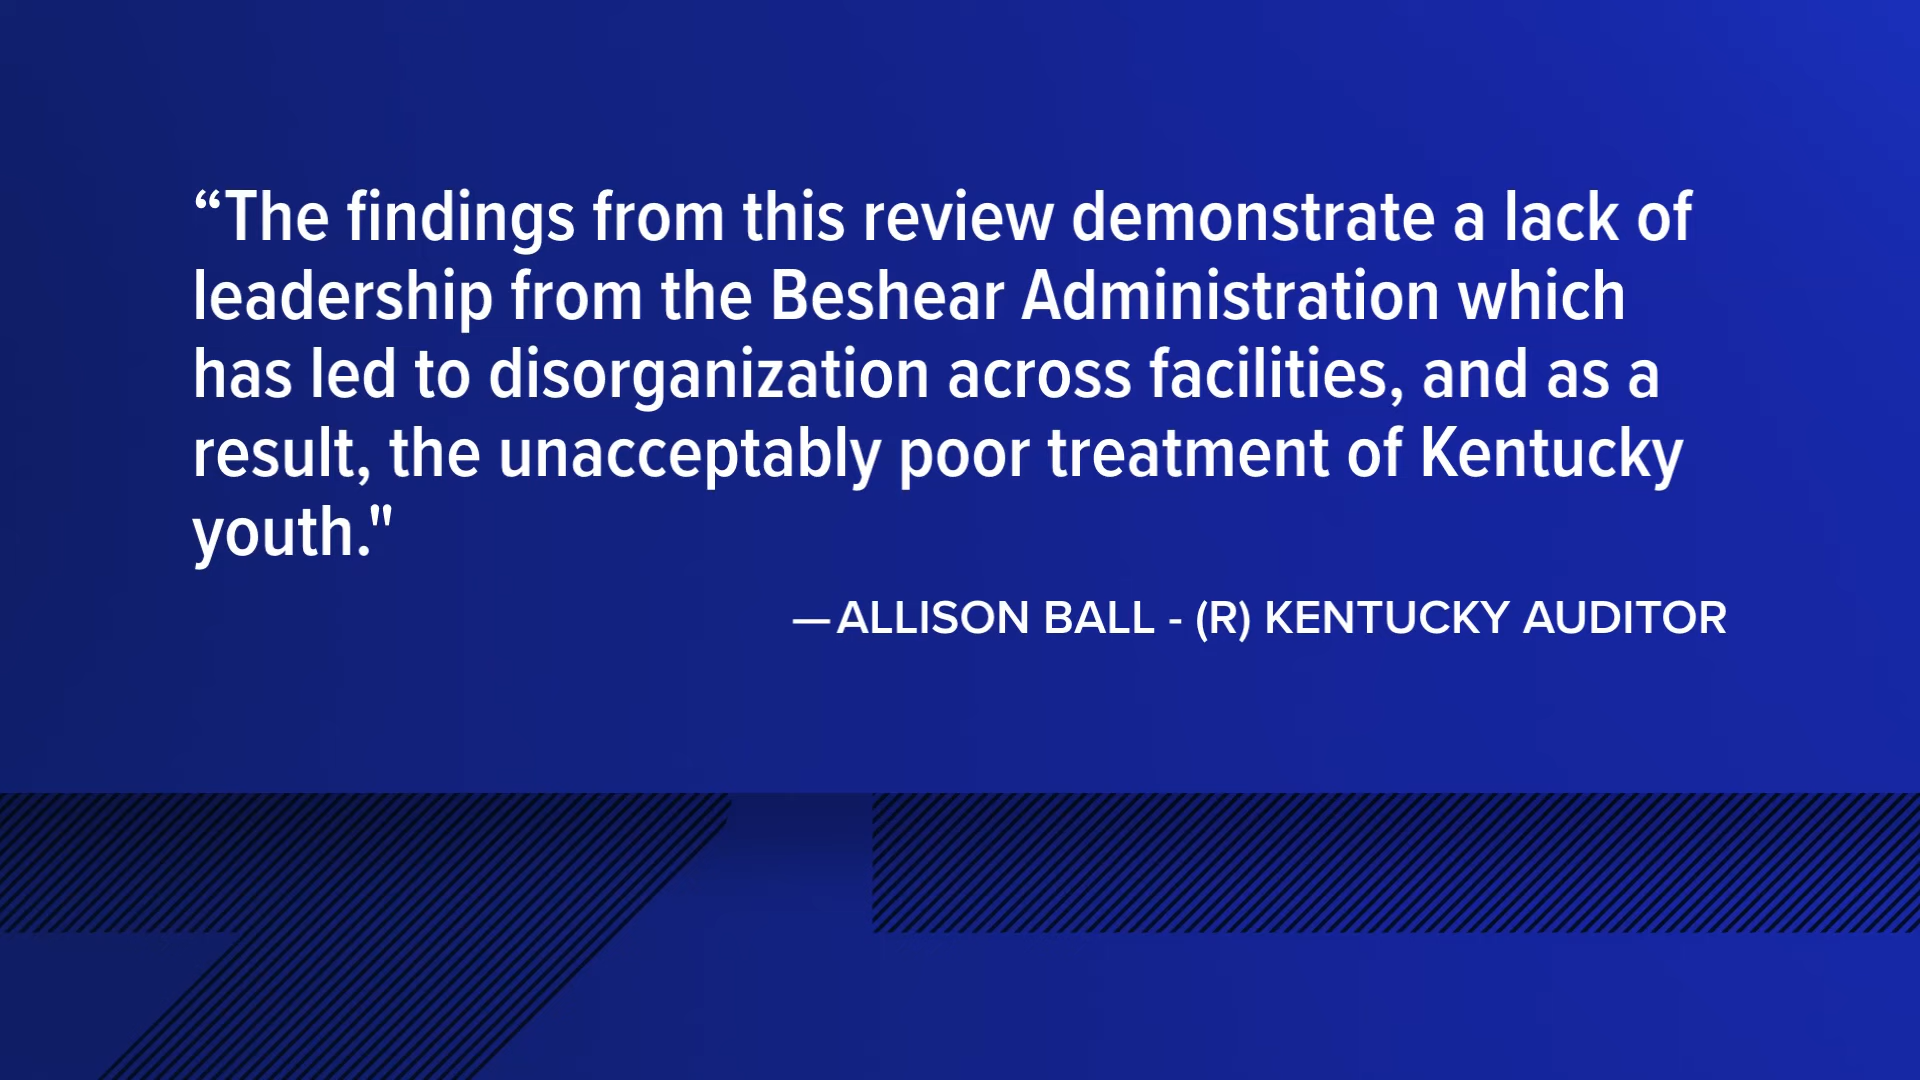 “The findings from this review demonstrate a lack of
leadership from the Beshear Administration which
has led to disorganization across facilities, and as a
result, the unacceptably poor treatment of Kentucky
youth."
—ALLISON BALL - (R) KENTUCKY AUDITOR